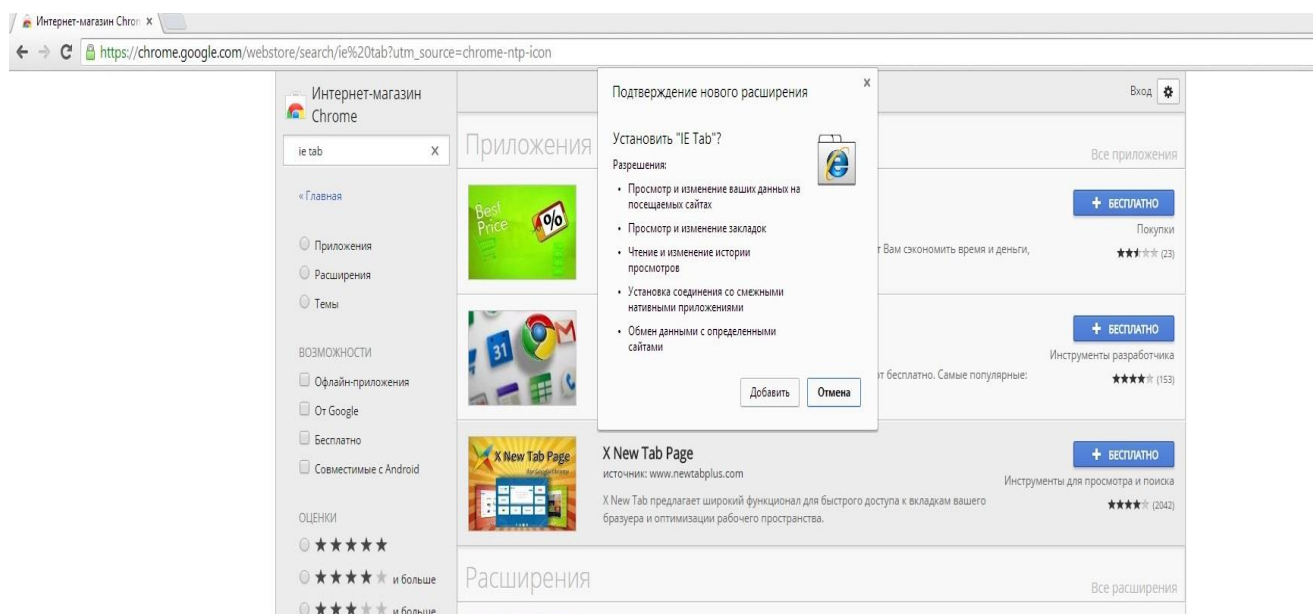 Интернет-магазин Chron x
https://chrome.google.com/webstore/search/ie%20tab?utm_source=chrome-ntp-icon
Интернет-магазин
Chrome
ie tab X
« Главная
Приложения
Расширения
Темы
ВОЗМОЖНОСТИ
Офлайн-приложения
От Google
Бесплатно
Совместимые с Android
ОЦЕНКИ
и больше
и больше
Вход
Приложения
Все приложения
Best
Price
%
+ БЕСПЛАТНО
Покупки
т Вам сэкономить время и деньги,
(23)
31
+ БЕСПЛАТНО
Инструменты разработчика
т бесплатно. Самые популярные:
(153)
X New Tab Page
for Google Chrome
X New Tab Page
источник: www.newtabplus.com
X New Tab предлагает широкий функционал для быстрого доступа к вкладкам вашего
бразуера и оптимизации рабочего пространства.
+ БЕСПЛАТНО
Инструменты для просмотра и поиска
(2042)
Расширения
Все расширения
Подтверждение нового расширения x
Установить "IE Tab"?
Разрешения:
• Просмотр и изменение ваших данных на
посещаемых сайтах
• Просмотр и изменение закладок
• Чтение и изменение истории
просмотров
• Установка соединения со смежными
нативными приложениями
• Обмен данными с определенными
сайтами
Добавить
Отмена